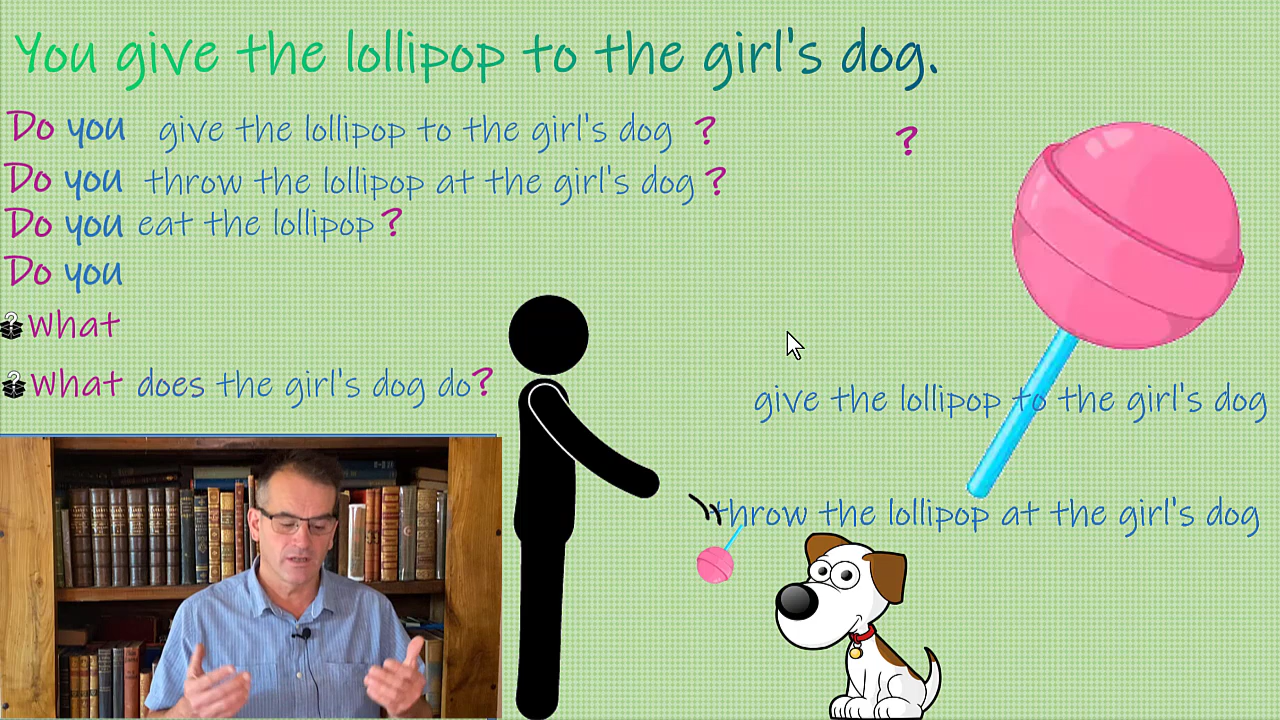 You give the lollipop to the girl's dog.
Do you give the lollipop to the girl's dog ?
?
Do you throw the lollipop at the girl's dog ?
Do you eat the lollipop ?
Do you
What
What does the girl's dog do?
give the lollipop to the girl's dog
throw the lollipop at the girl's dog